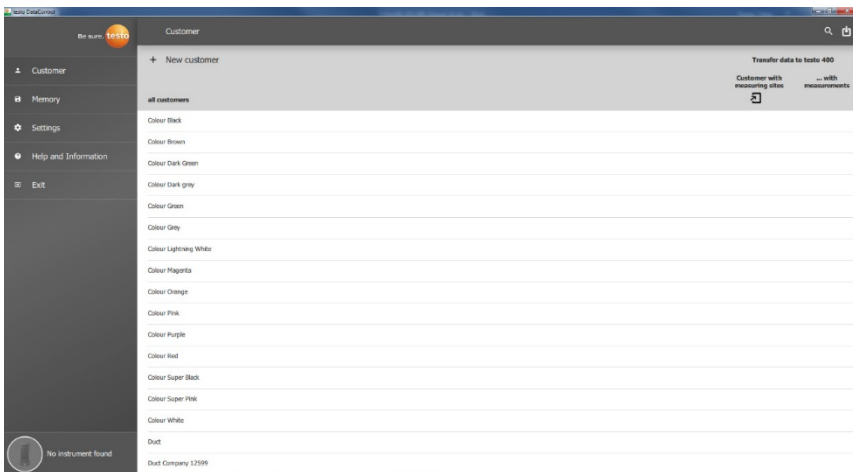 testo DataControl
Be sure. testo
Customer
Customer
Memory
Settings
Help and Information
Exit
No instrument found
+ New customer
Transfer data to testo 400
Customer with
measuring sites
... with
measurements
all customers
Colour Black
Colour Brown
Colour Dark Green
Colour Dark grey
Colour Green
Colour Grey
Colour Lightning White
Colour Magenta
Colour Orange
Colour Pink
Colour Purple
Colour Red
Colour Super Black
Colour Super Pink
Colour White
Duct
Duct Company 12599